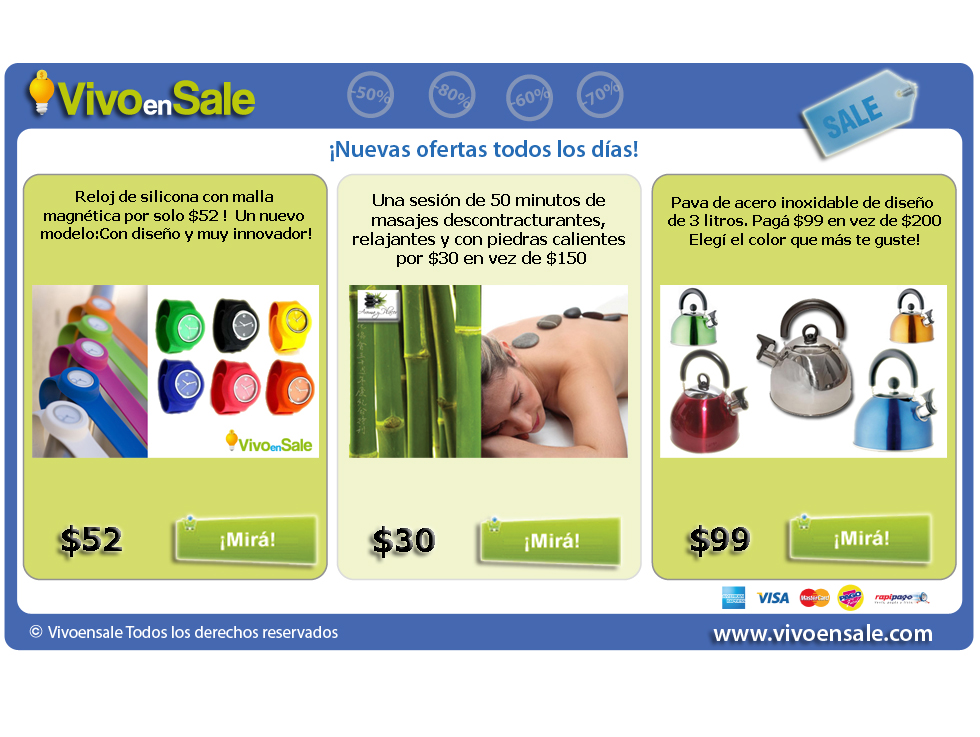 VivoenSale
-50%
-80%
-60%
-70%
SALE
¡Nuevas ofertas todos los días!
Reloj de silicona con malla
magnética por solo $52 ! Un nuevo
modelo:Con diseño y muy innovador!
VivoenSale
$52
¡Mirá!
Una sesión de 50 minutos de
masajes descontracturantes,
relajantes y con piedras calientes
por $30 en vez de $150
$30
¡Mirá!
Pava de acero inoxidable de diseño
de 3 litros. Pagá $99 en vez de $200
Elegí el color que más te guste!
$99
¡Mirá!
AMERICAN EXPRESS
VISA
MasterCard
PAGO
rapipago
© Vivoensale Todos los derechos reservados
www.vivoensale.com